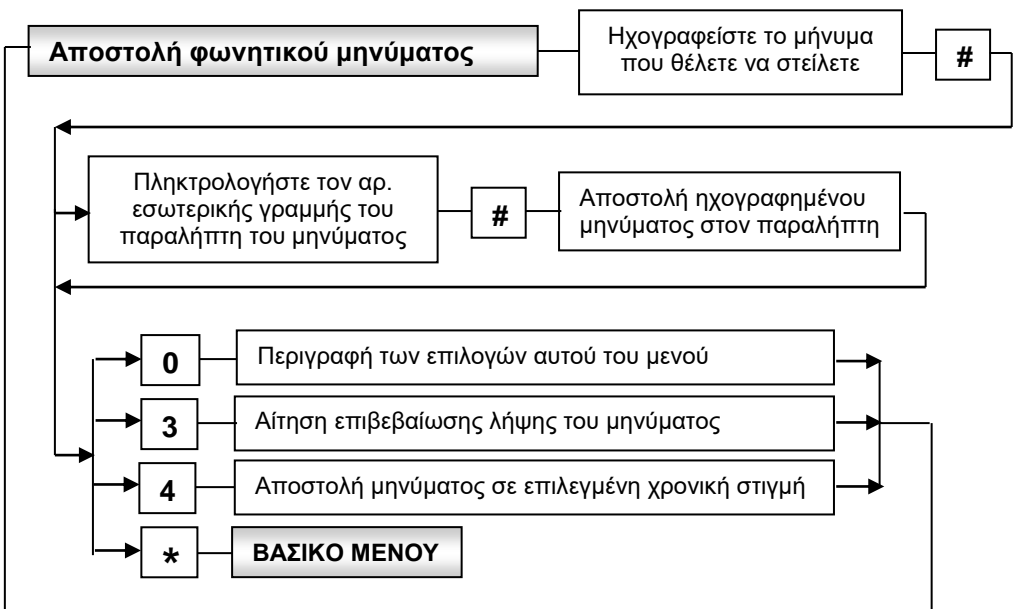 Αποστολή φωνητικού μηνύματος
Ηχογραφείστε το μήνυμα
που θέλετε να στείλετε
#
Πληκτρολογήστε τον αρ.
εσωτερικής γραμμής του
παραλήπτη του μηνύματος
#
Αποστολή ηχογραφημένου
μηνύματος στον παραλήπτη
0
Περιγραφή των επιλογών αυτού του μενού
3
Αίτηση επιβεβαίωσης λήψης του μηνύματος
4
Αποστολή μηνύματος σε επιλεγμένη χρονική στιγμή
*
ΒΑΣΙΚΟ ΜΕΝΟΥ